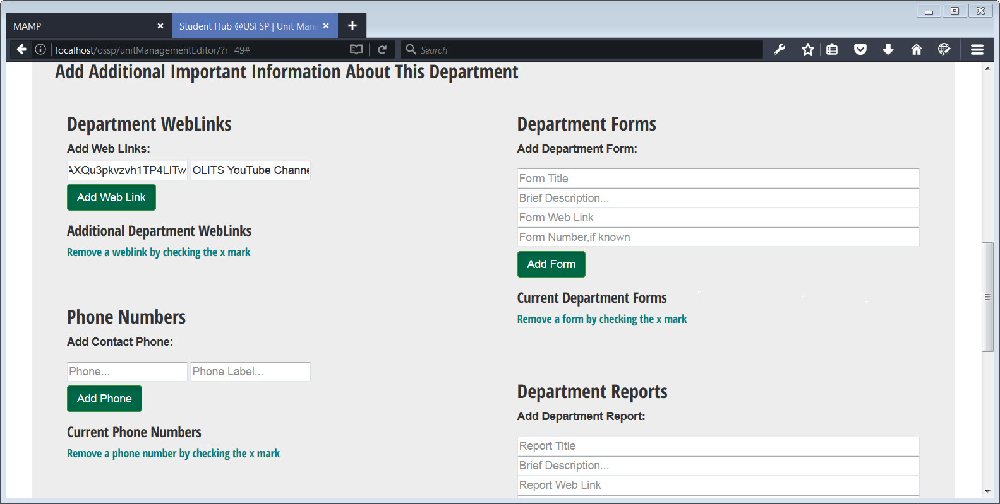 MAMP
Student Hub @USFSP | Unit Mana
localhost/ossp/unitManagementEditor/?r=49#
Search
Add Additional Important Information About This Department
Department WebLinks
Add Web Links:
AXQu3pkvzvh1TP4LITw
OLITS YouTube Channe
Add Web Link
Additional Department WebLinks
Remove a weblink by checking the x mark
Phone Numbers
Add Contact Phone:
Phone...
Phone Label...
Add Phone
Current Phone Numbers
Remove a phone number by checking the x mark
Department Forms
Add Department Form:
Form Title
Brief Description...
Form Web Link
Form Number,if known
Add Form
Current Department Forms
Remove a form by checking the x mark
Department Reports
Add Department Report:
Report Title
Brief Description...
Report Web Link